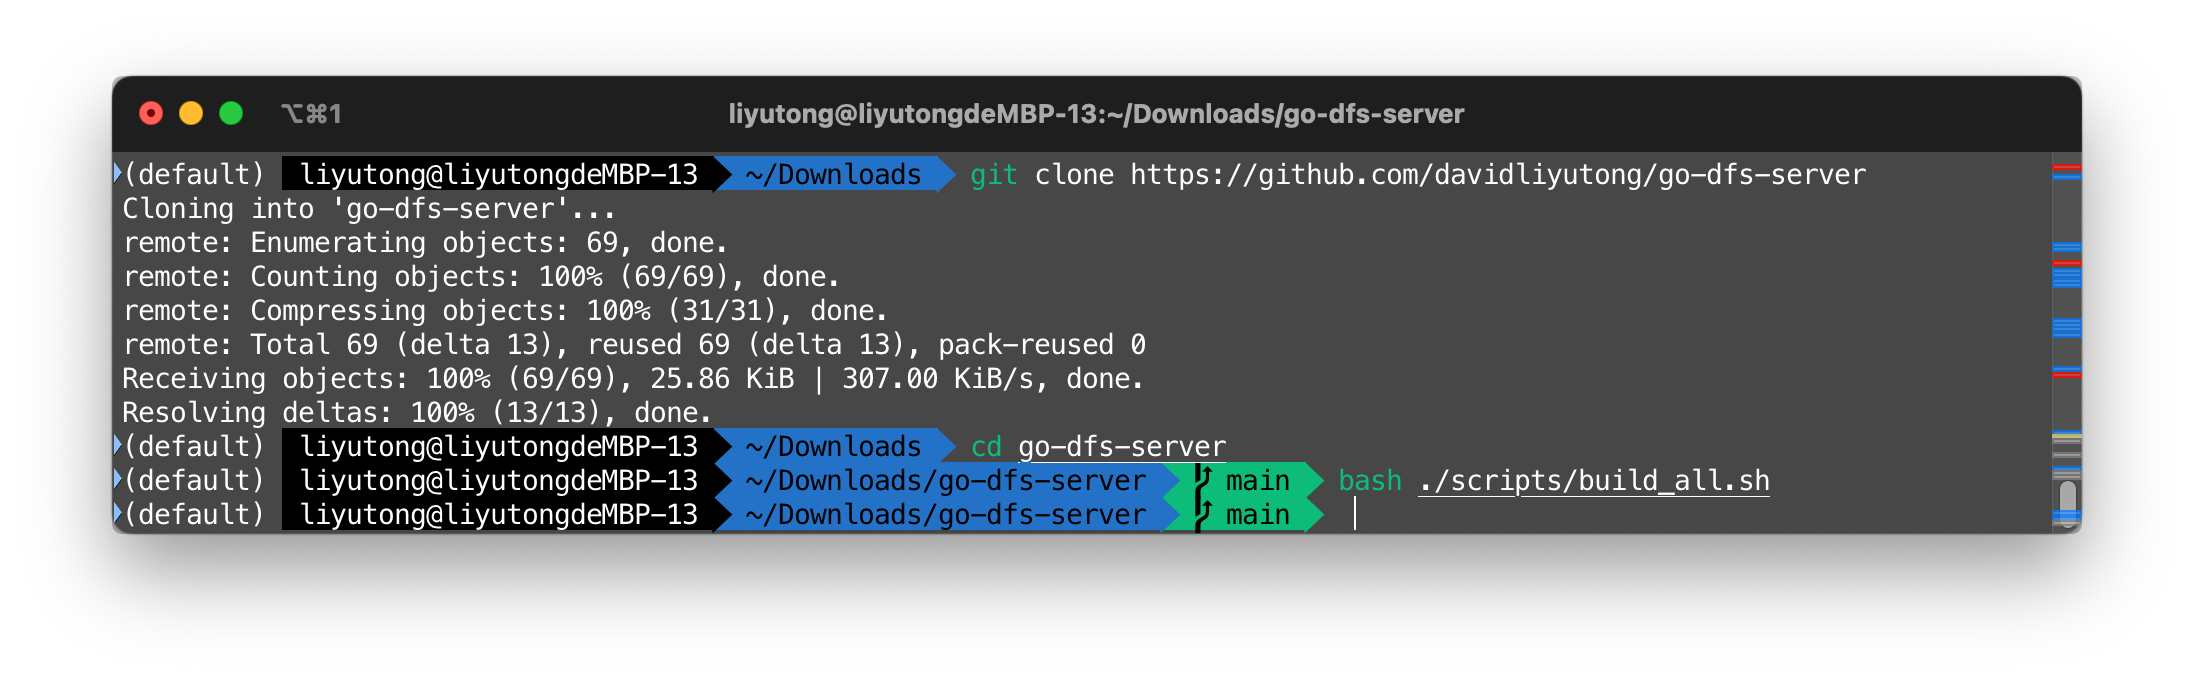 ⌥⌘1 liyutong@liyutongdeMBP-13:~/Downloads/go-dfs-server
(default) liyutong@liyutongdeMBP-13 ~/Downloads git clone https://github.com/davidliyutong/go-dfs-server
Cloning into 'go-dfs-server'...
remote: Enumerating objects: 69, done.
remote: Counting objects: 100% (69/69), done.
remote: Compressing objects: 100% (31/31), done.
remote: Total 69 (delta 13), reused 69 (delta 13), pack-reused 0
Receiving objects: 100% (69/69), 25.86 KiB | 307.00 KiB/s, done.
Resolving deltas: 100% (13/13), done.
(default) liyutong@liyutongdeMBP-13 ~/Downloads cd go-dfs-server
(default) liyutong@liyutongdeMBP-13 ~/Downloads/go-dfs-server main bash ./scripts/build_all.sh
(default) liyutong@liyutongdeMBP-13 ~/Downloads/go-dfs-server main